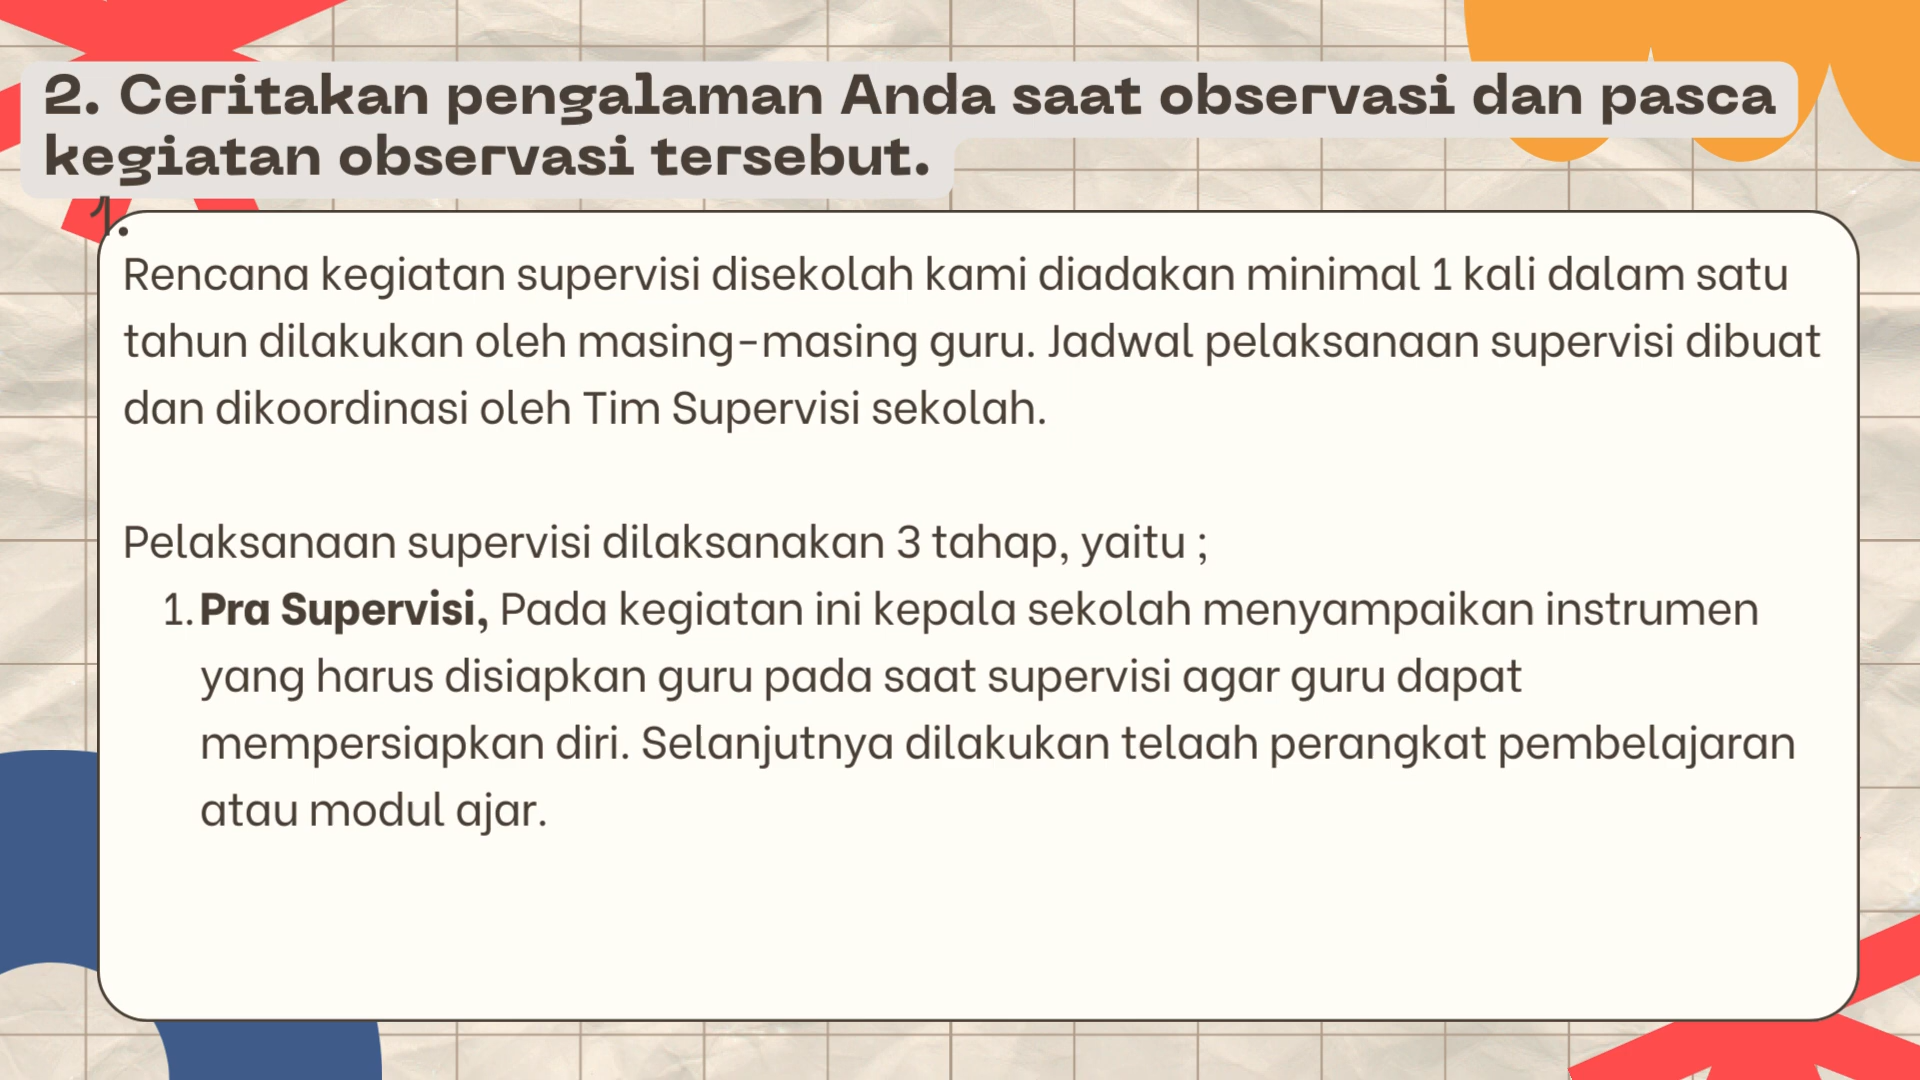 2. Ceritakan pengalaman Anda saat observasi dan pasca
kegiatan observasi tersebut.
1.
Rencana kegiatan supervisi disekolah kami diadakan minimal 1 kali dalam satu
tahun dilakukan oleh masing-masing guru. Jadwal pelaksanaan supervisi dibuat
dan dikoordinasi oleh Tim Supervisi sekolah.
Pelaksanaan supervisi dilaksanakan 3 tahap, yaitu ;
1. Pra Supervisi, Pada kegiatan ini kepala sekolah menyampaikan instrumen
yang harus disiapkan guru pada saat supervisi agar guru dapat
mempersiapkan diri. Selanjutnya dilakukan telaah perangkat pembelajaran
atau modul ajar.